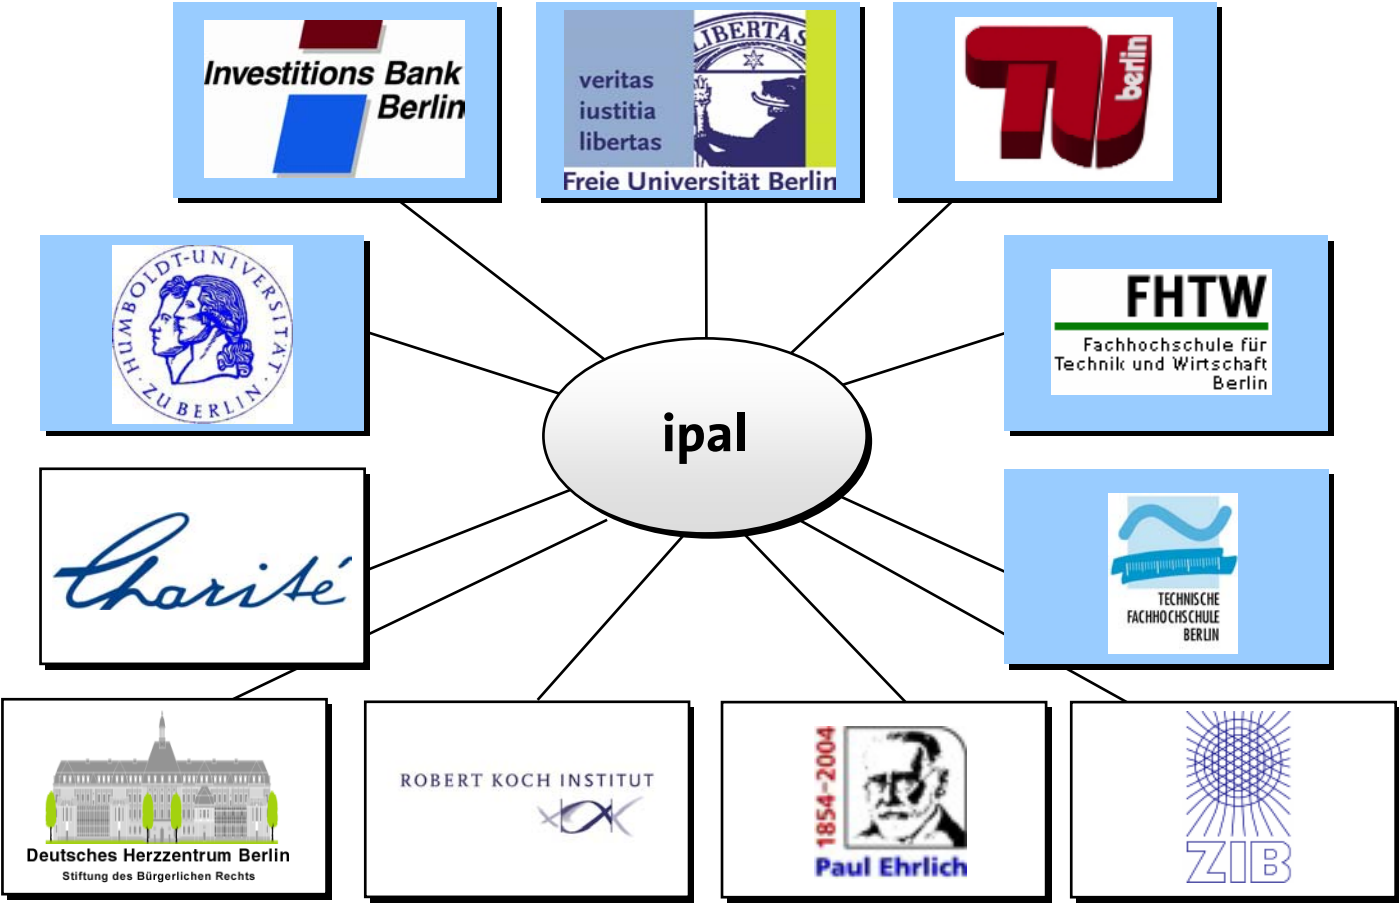 Investitions Bank
Berlin
LIBERTAS
veritas
iustitia
libertas
Freie Universität Berlin
TU
berlin
HUMBOLDT-UNIVERSITÄT · ZU BERLIN ·
FHTW
Fachhochschule für
Technik und Wirtschaft
Berlin
ipal
Charité
TECHNISCHE
FACHHOCHSCHULE
BERLIN
Deutsches Herzzentrum Berlin
Stiftung des Bürgerlichen Rechts
ROBERT KOCH INSTITUT
1854-2004
Paul Ehrlich
ZIB